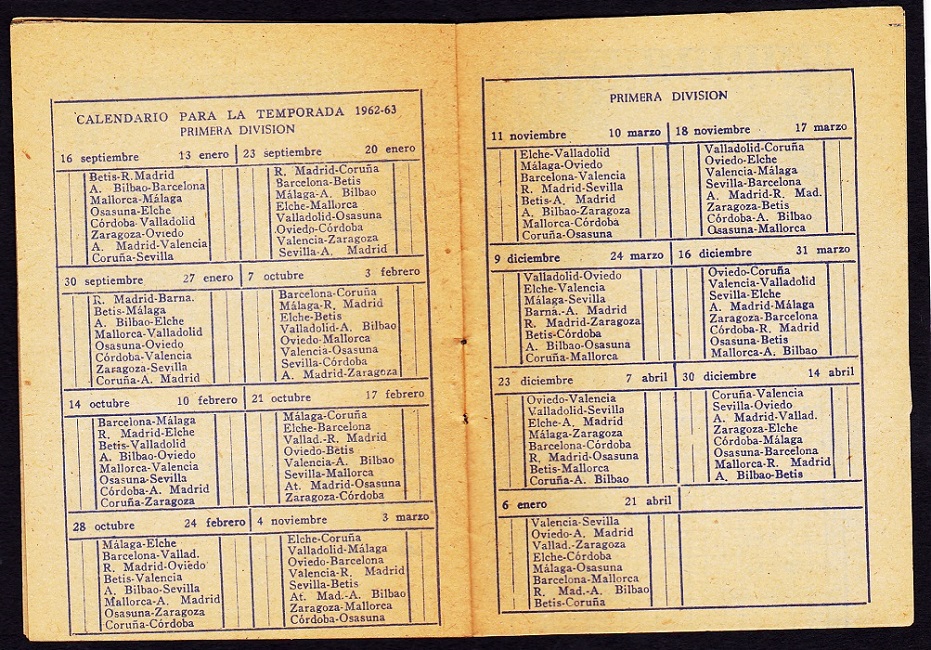 CALENDARIO PARA LA TEMPORADA 1962-63
PRIMERA DIVISION
16 septiembre 13 enero
Betis-R.Madrid
A. Bilbao-Barcelona
Mallorca-Málaga
Osasuna-Elche
Córdoba-Valladolid
Zaragoza-Oviedo
A. Madrid-Valencia
Coruña-Sevilla
23 septiembre 20 enero
R. Madrid-Coruña
Barcelona-Betis
Málaga-A. Bilbao
Elche-Mallorca
Valladolid-Osasuna
Oviedo-Córdoba
Valencia-Zaragoza
Sevilla-A. Madrid
30 septiembre 27 enero
R. Madrid-Barna.
Betis-Málaga
A. Bilbao-Elche
Mallorca-Valladolid
Osasuna-Oviedo
Córdoba-Valencia
Zaragoza-Sevilla
Coruña-A. Madrid
7 octubre 3 febrero
Barcelona-Coruña
Málaga-R. Madrid
Elche-Betis
Valladolid-A. Bilbao
Oviedo-Mallorca
Valencia-Osasuna
Sevilla-Córdoba
A. Madrid-Zaragoza
14 octubre 10 febrero
Barcelona-Málaga
R. Madrid-Elche
Betis-Valladolid
A. Bilbao-Oviedo
Mallorca-Valencia
Osasuna-Sevilla
Córdoba-A. Madrid
Coruña-Zaragoza
21 octubre 17 febrero
Málaga-Coruña
Elche-Barcelona
Vallad.-R. Madrid
Oviedo-Betis
Valencia-A. Bilbao
Sevilla-Mallorca
At. Madrid-Osasuna
Zaragoza-Córdoba
28 octubre 24 febrero
Málaga-Elche
Barcelona-Vallad.
R. Madrid-Oviedo
Betis-Valencia
A. Bilbao-Sevilla
Mallorca-A. Madrid
Osasuna-Zaragoza
Coruña-Córdoba
4 noviembre 3 marzo
Elche-Coruña
Valladolid-Málaga
Oviedo-Barcelona
Valencia-R. Madrid
Sevilla-Betis
At. Mad.-A. Bilbao
Zaragoza-Mallorca
Córdoba-Osasuna
PRIMERA DIVISION
11 noviembre 10 marzo
Elche-Valladolid
Málaga-Oviedo
Barcelona-Valencia
R. Madrid-Sevilla
Betis-A. Madrid
A. Bilbao-Zaragoza
Mallorca-Córdoba
Coruña-Osasuna
18 noviembre 17 marzo
Valladolid-Coruña
Oviedo-Elche
Valencia-Málaga
Sevilla-Barcelona
A. Madrid-R. Mad.
Zaragoza-Betis
Córdoba-A. Bilbao
Osasuna-Mallorca
9 diciembre 24 marzo
Valladolid-Oviedo
Elche-Valencia
Málaga-Sevilla
Barna.-A. Madrid
R. Madrid-Zaragoza
Betis-Córdoba
A. Bilbao-Osasuna
Coruña-Mallorca
16 diciembre 31 marzo
Oviedo-Coruña
Valencia-Valladolid
Sevilla-Elche
A. Madrid-Málaga
Zaragoza-Barcelona
Córdoba-R. Madrid
Osasuna-Betis
Mallorca-A. Bilbao
23 diciembre 7 abril
Oviedo-Valencia
Valladolid-Sevilla
Elche-A. Madrid
Málaga-Zaragoza
Barcelona-Córdoba
R. Madrid-Osasuna
Betis-Mallorca
Coruña-A. Bilbao
30 diciembre 14 abril
Coruña-Valencia
Sevilla-Oviedo
A. Madrid-Vallad.
Zaragoza-Elche
Córdoba-Málaga
Osasuna-Barcelona
Mallorca-R. Madrid
A. Bilbao-Betis
6 enero 21 abril
Valencia-Sevilla
Oviedo-A. Madrid
Vallad.-Zaragoza
Elche-Córdoba
Málaga-Osasuna
Barcelona-Mallorca
R. Mad.-A. Bilbao
Betis-Coruña